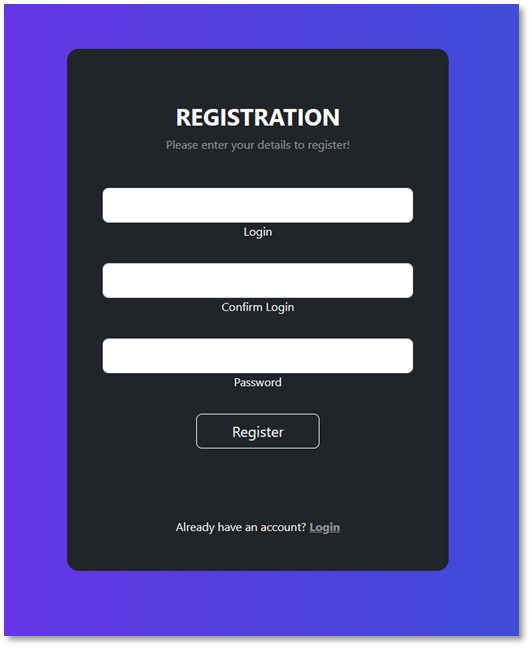 REGISTRATION
Please enter your details to register!
Login
Confirm Login
Password
Register
Already have an account? Login